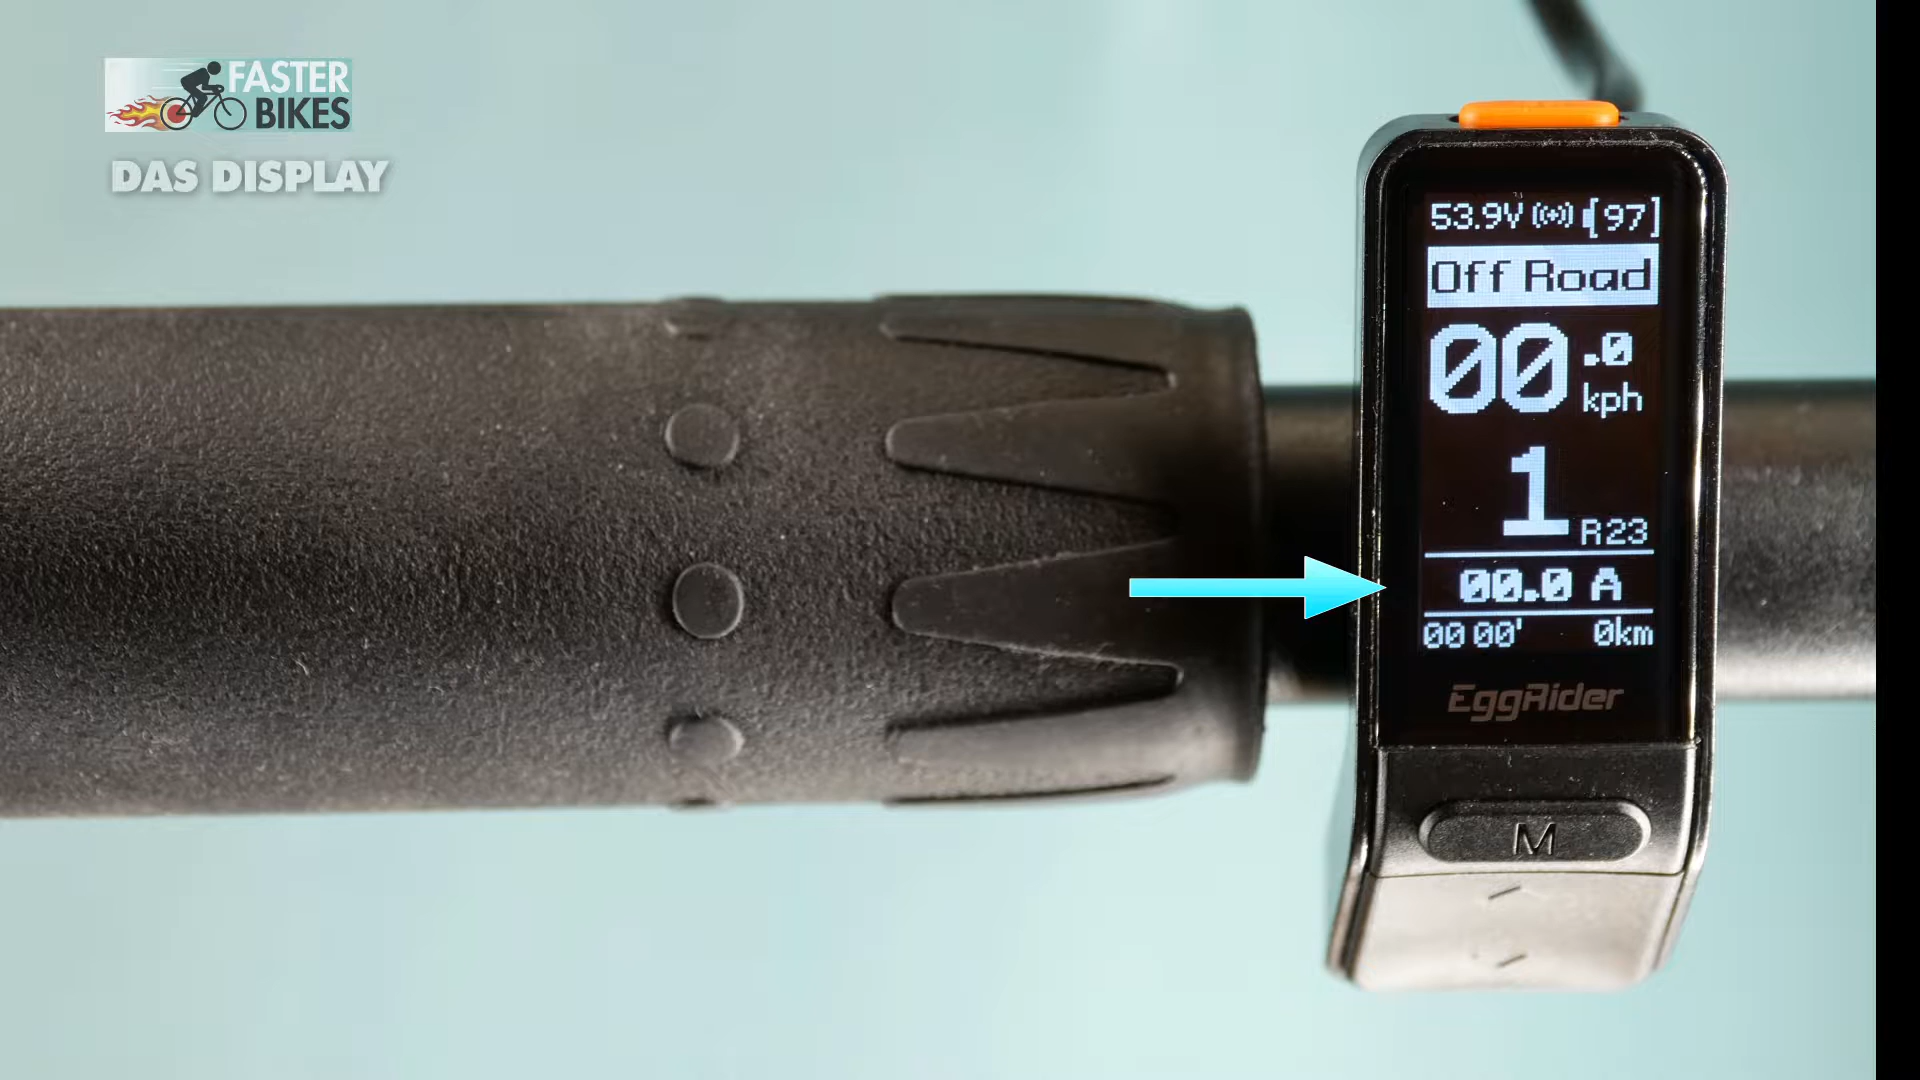 FASTER
BIKES
DAS DISPLAY
53.9V [97]
Off Road
00.0
kph
1 R23
00.0 A
00 00' 0km
EggRider
M